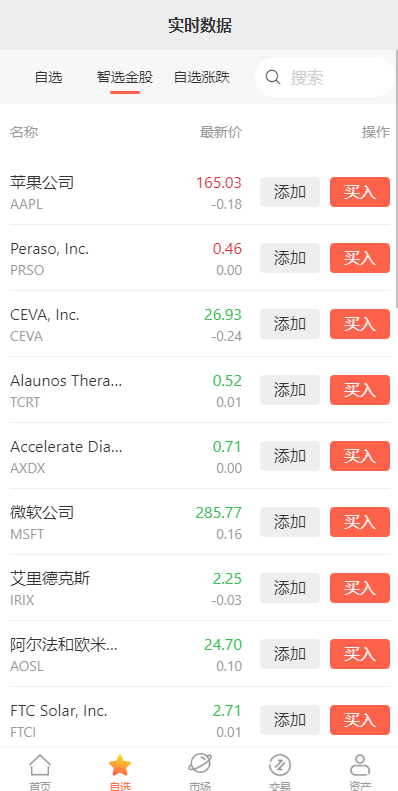 实时数据
自选 智选金股 自选涨跌 搜索
名称 最新价 操作
苹果公司 165.03 添加 买入
AAPL -0.18
Peraso, Inc. 0.46 添加 买入
PRSO 0.00
CEVA, Inc. 26.93 添加 买入
CEVA -0.24
Alaunos Thera... 0.52 添加 买入
TCRT 0.01
Accelerate Dia... 0.71 添加 买入
AXDX 0.00
微软公司 285.77 添加 买入
MSFT 0.16
艾里德克斯 2.25 添加 买入
IRIX -0.03
阿尔法和欧米... 24.70 添加 买入
AOSL 0.10
FTC Solar, Inc. 2.71 添加 买入
FTCI 0.01
首页 自选 市场 交易 资产